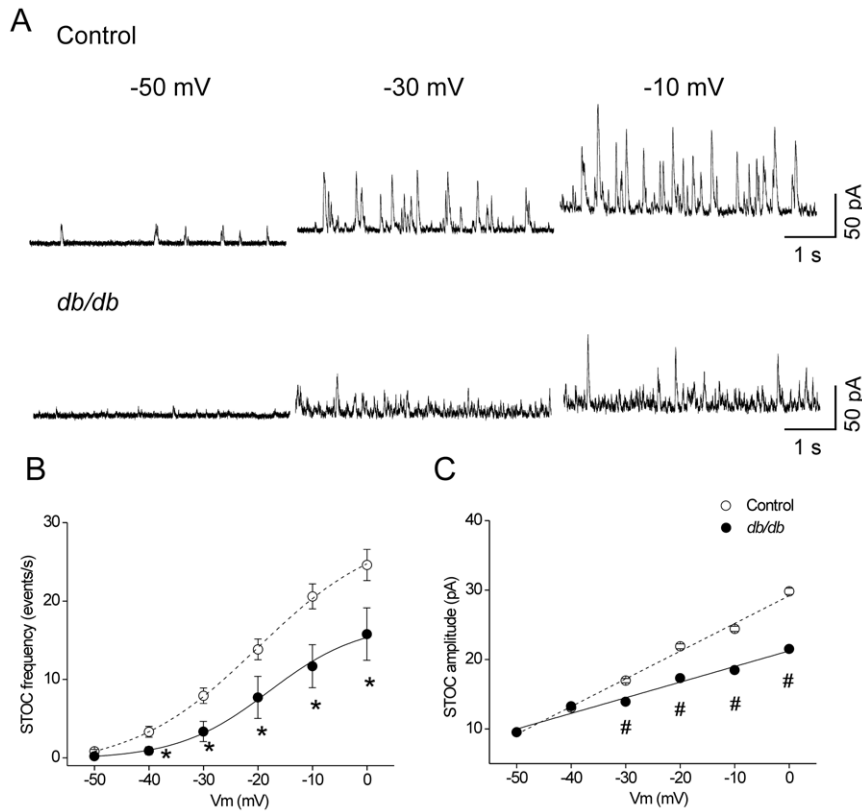 A
Control
-50 mV
-30 mV
-10 mV
50 pA
1 s
db/db
50 pA
1 s
B
STOC frequency (events/s)
30
20
10
0
-50 -40 -30 -20 -10 0
Vm (mV)
* * * * *
C
Control
db/db
STOC amplitude (pA)
40
30
20
10
-50 -40 -30 -20 -10 0
Vm (mV)
# # # #